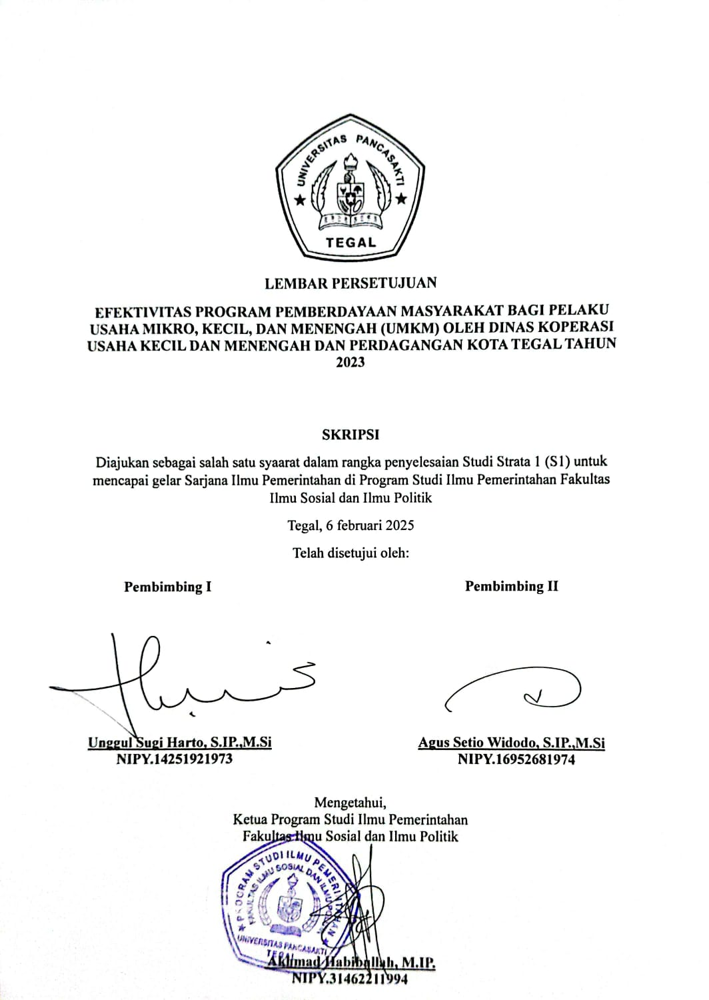 UNIVERSITAS PANCASAKTI
TEGAL
LEMBAR PERSETUJUAN
EFEKTIVITAS PROGRAM PEMBERDAYAAN MASYARAKAT BAGI PELAKU
USAHA MIKRO, KECIL, DAN MENENGAH (UMKM) OLEH DINAS KOPERASI
USAHA KECIL DAN MENENGAH DAN PERDAGANGAN KOTA TEGAL TAHUN
2023
SKRIPSI
Diajukan sebagai salah satu syaarat dalam rangka penyelesaian Studi Strata 1 (S1) untuk
mencapai gelar Sarjana Ilmu Pemerintahan di Program Studi Ilmu Pemerintahan Fakultas
Ilmu Sosial dan Ilmu Politik
Tegal, 6 februari 2025
Telah disetujui oleh:
Pembimbing I
Pembimbing II
Unggul Sugi Harto, S.IP.,M.Si
NIPY.14251921973
Agus Setio Widodo, S.IP.,M.Si
NIPY.16952681974
Mengetahui,
Ketua Program Studi Ilmu Pemerintahan
Fakultas Ilmu Sosial dan Ilmu Politik
PROGRAM STUDI ILMU PEMERINTAHAN
FAKULTAS ILMU SOSIAL DAN ILMU POLITIK
UNIVERSITAS PANCASAKTI
TEGAL
Akhmad Habibullah, M.IP.
NIPY.31462211994